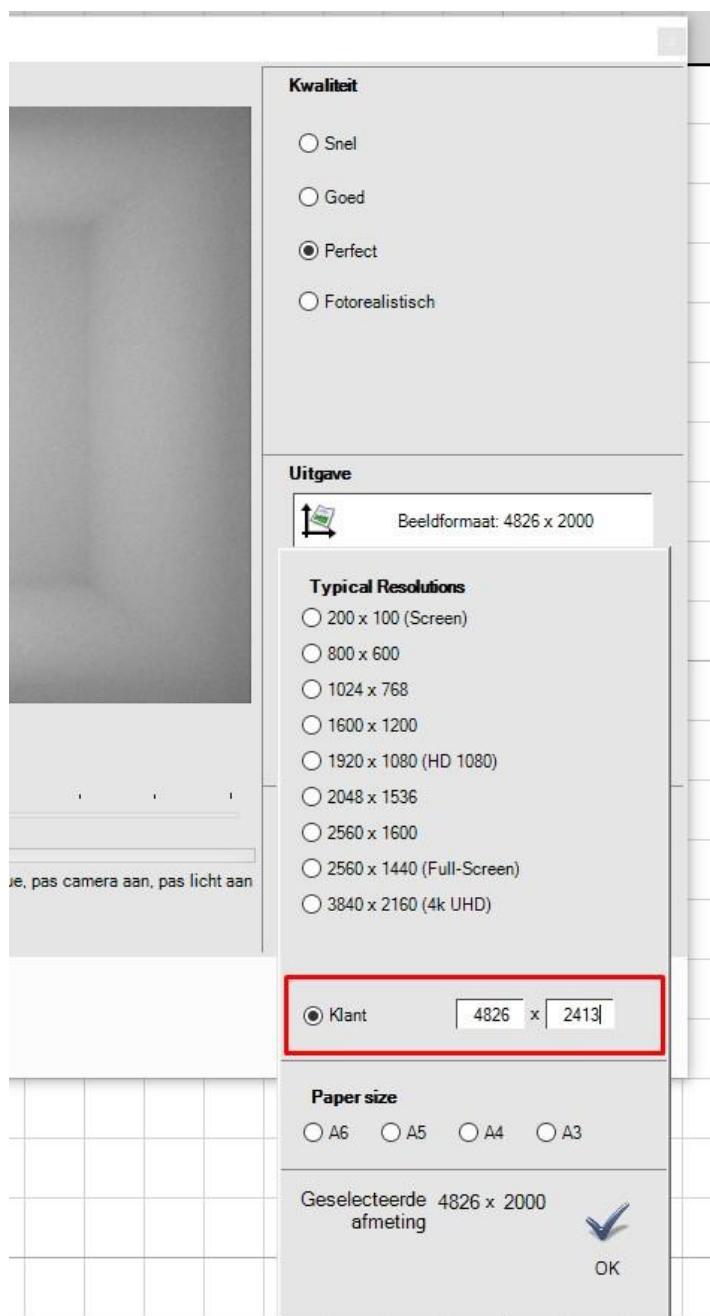 Kwaliteit
Snel
Goed
Perfect
Fotorealistisch
Uitgave
Beeldformaat: 4826 x 2000
Typical Resolutions
200 x 100 (Screen)
800 x 600
1024 x 768
1600 x 1200
1920 x 1080 (HD 1080)
2048 x 1536
2560 x 1600
2560 x 1440 (Full-Screen)
3840 x 2160 (4k UHD)
pas camera aan, pas licht aan
Klant 4826 x 2413
Paper size
A6 A5 A4 A3
Geselecteerde 4826 x 2000
afmeting
OK